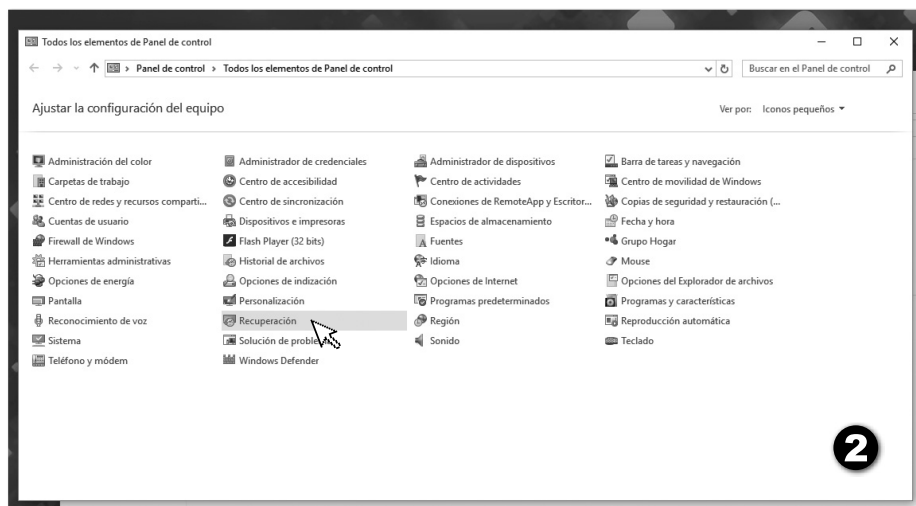 Todos los elementos de Panel de control
Panel de control > Todos los elementos de Panel de control
Buscar en el Panel de control
Ajustar la configuración del equipo
Ver por: Iconos pequeños
Administración del color Administrador de credenciales Administrador de dispositivos Barra de tareas y navegación
Carpetas de trabajo Centro de accesibilidad Centro de actividades Centro de movilidad de Windows
Centro de redes y recursos comparti... Centro de sincronización Conexiones de RemoteApp y Escritor... Copias de seguridad y restauración (...
Cuentas de usuario Dispositivos e impresoras Espacios de almacenamiento Fecha y hora
Firewall de Windows Flash Player (32 bits) Fuentes Grupo Hogar
Herramientas administrativas Historial de archivos Idioma Mouse
Opciones de energía Opciones de indización Opciones de Internet Opciones del Explorador de archivos
Pantalla Personalización Programas predeterminados Programas y características
Reconocimiento de voz Recuperación Región Reproducción automática
Sistema Solución de Sonido Teclado
Teléfono y módem Windows Defender
2